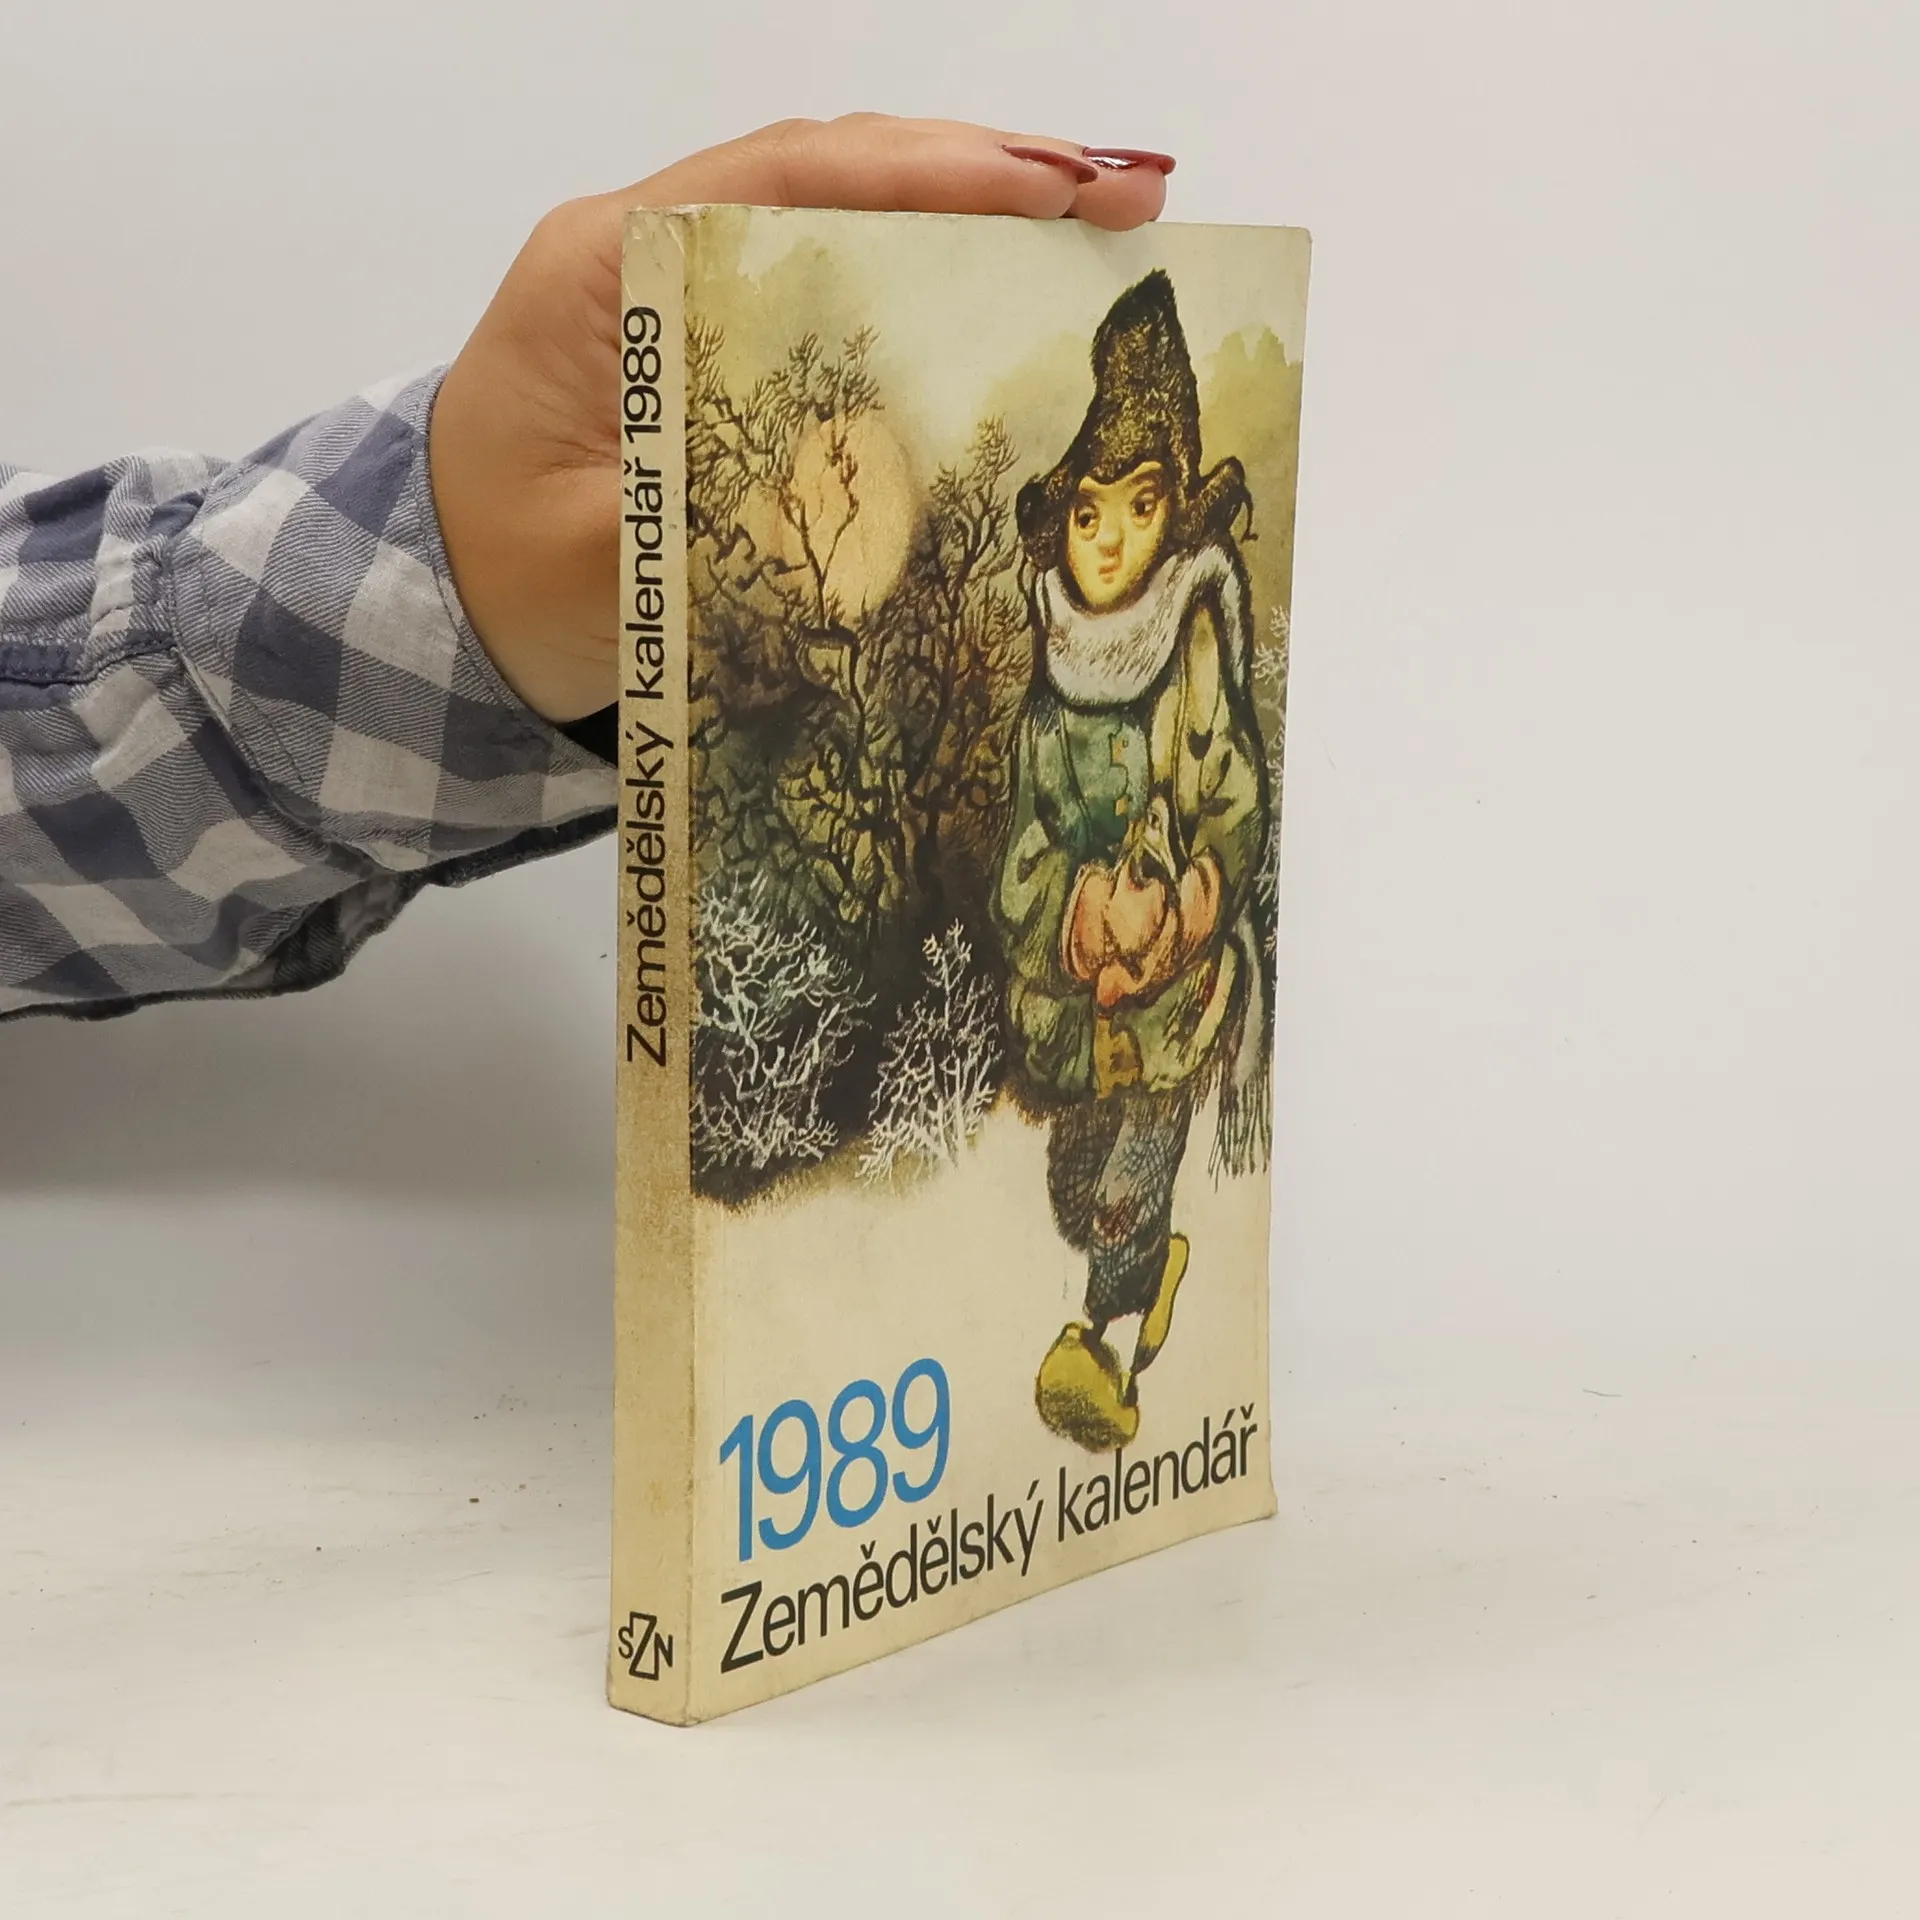 Zemědělský kalendář 1989
SZN
1989
Zemědělský kalendář